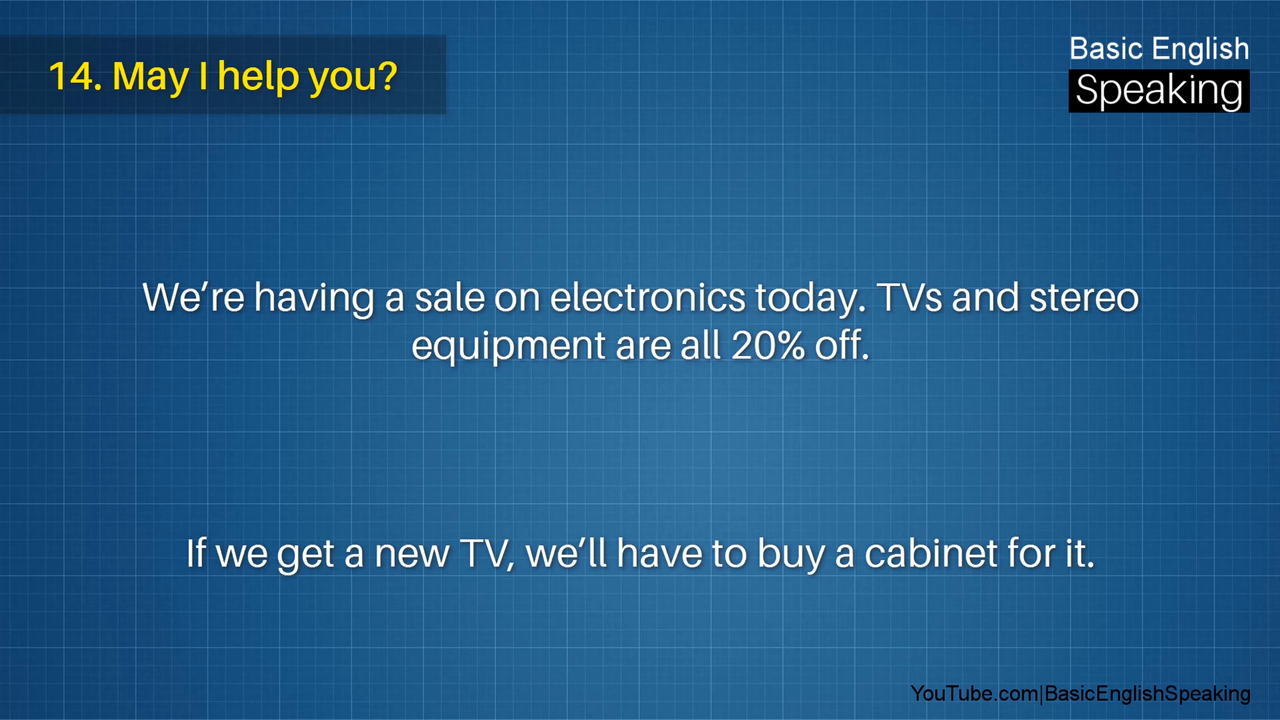 14. May I help you?
Basic English
Speaking
We’re having a sale on electronics today. TVs and stereo
equipment are all 20% off.
If we get a new TV, we’ll have to buy a cabinet for it.
YouTube.com|BasicEnglishSpeaking